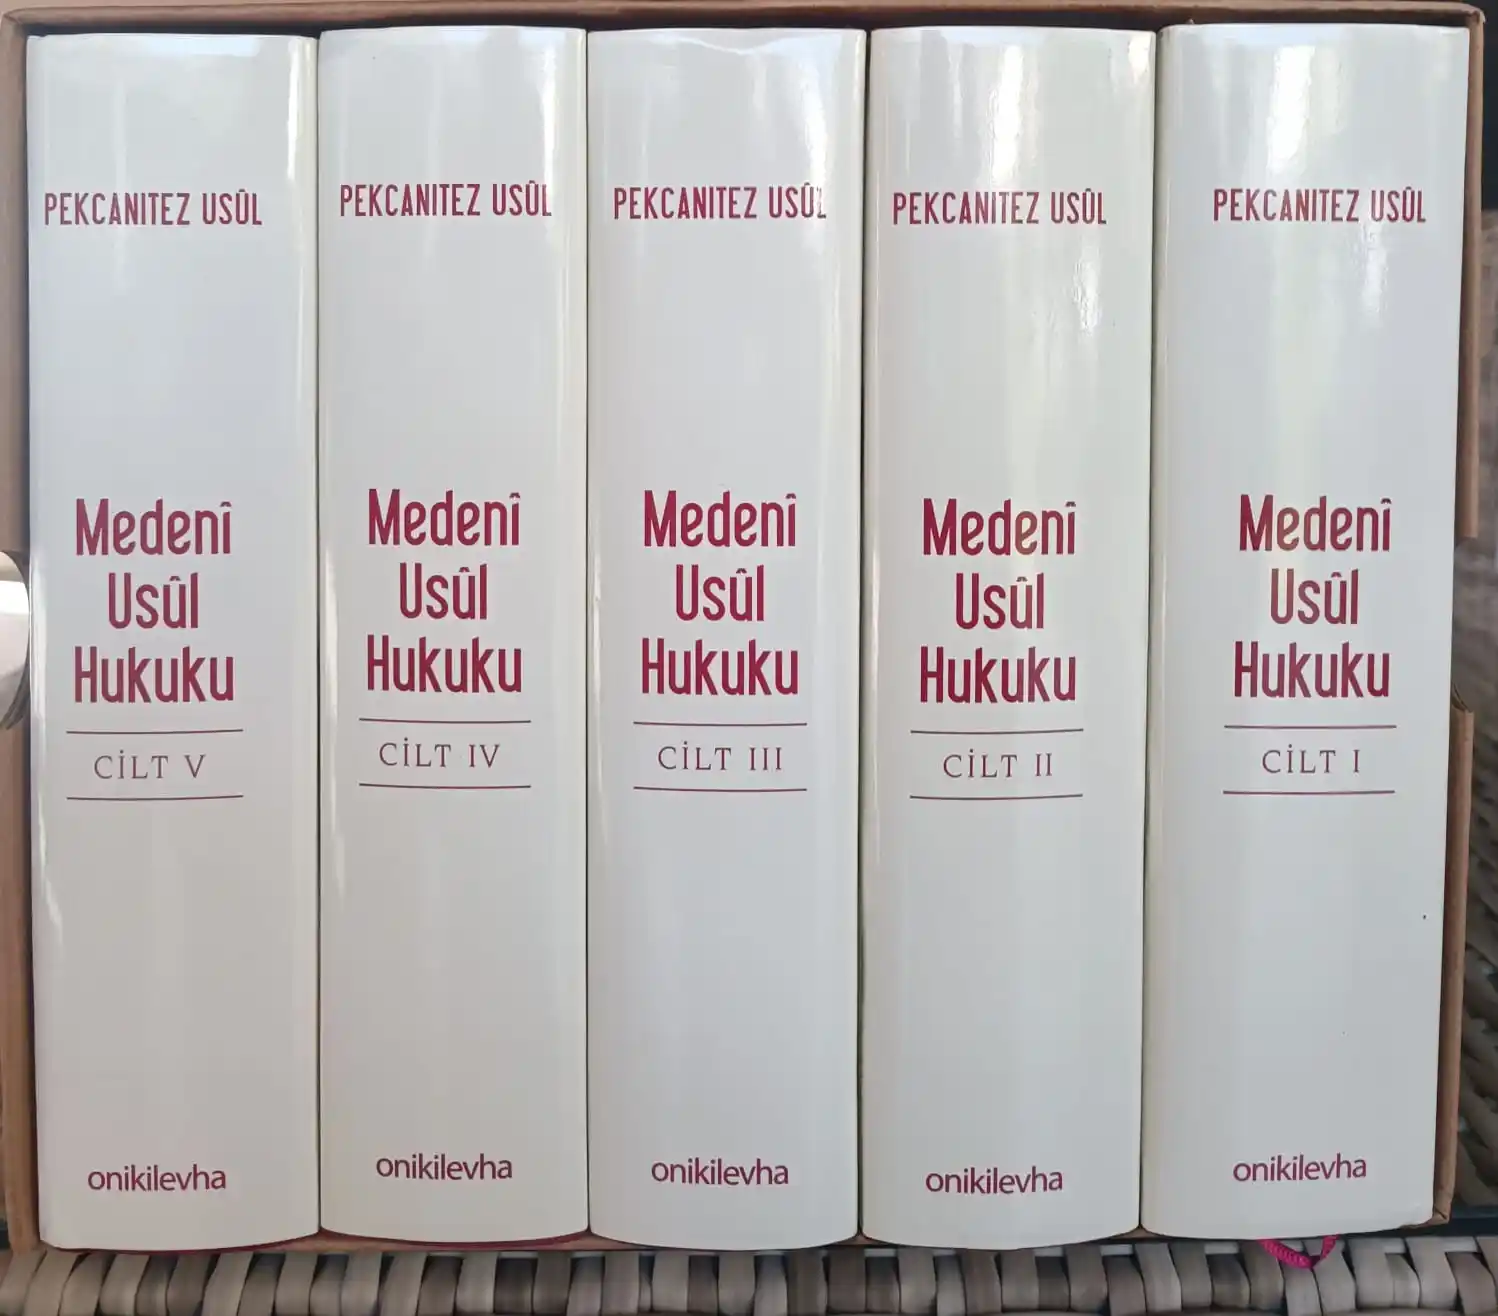 PEKCANITEZ USÛL
Medenî
Usûl
Hukuku
CİLT V
onikilevha
PEKCANITEZ USÛL
Medenî
Usûl
Hukuku
CİLT IV
onikilevha
PEKCANITEZ USÛL
Medenî
Usûl
Hukuku
CİLT III
onikilevha
PEKCANITEZ USÛL
Medenî
Usûl
Hukuku
CİLT II
onikilevha
PEKCANITEZ USÛL
Medenî
Usûl
Hukuku
CİLT I
onikilevha